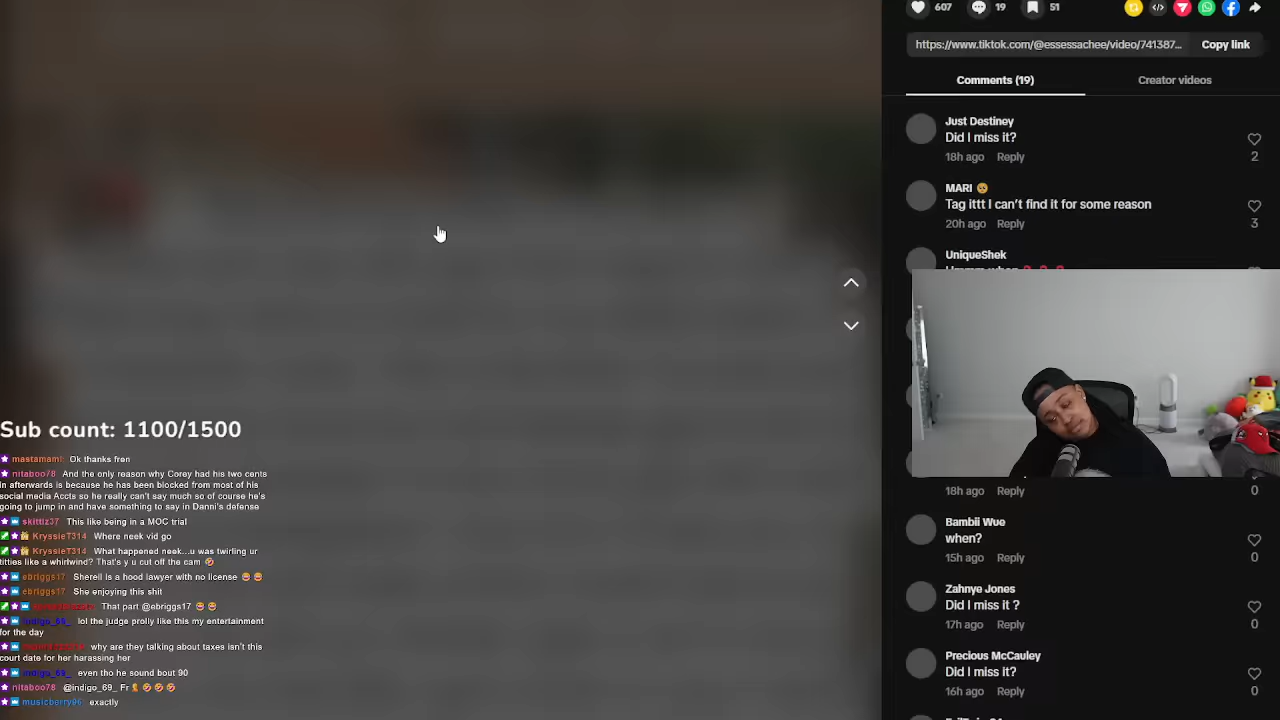 607
19
51
https://www.tiktok.com/@essessachee/video/741387...
Copy link
Comments (19)
Creator videos
Just Destiney
Did I miss it?
18h ago Reply
2
MARI
Tag ittt I can't find it for some reason
20h ago Reply
3
UniqueShek
18h ago Reply
0
Bambii Wue
when?
15h ago Reply
0
Zahnye Jones
Did I miss it ?
17h ago Reply
0
Precious McCauley
Did I miss it?
16h ago Reply
0
Sub count: 1100/1500
mastamami: Ok thanks fren
nitaboo78 And the only reason why Corey had his two cents
in afterwards is because he has been blocked from most of his
social media Accts so he really can't say much so of course he's
going to jump in and have something to say in Danni's defense
skittiz37 This like being in a MOC trial
KryssieT314 Where neek vid go
KryssieT314 What happened neek...u was twirling ur
titties like a whirlwind? That's y u cut off the cam
ebriggs17 Sherell is a hood lawyer with no license
ebriggs17 She enjoying this shit
That part @ebriggs17
indigo_69_ lol the judge prolly like this my entertainment
for the day
why are they talking about taxes isn't this
court date for her harassing her
indigo_69_ even tho he sound bout 90
nitaboo78 @indigo_69_ Fr
musicberry96 exactly